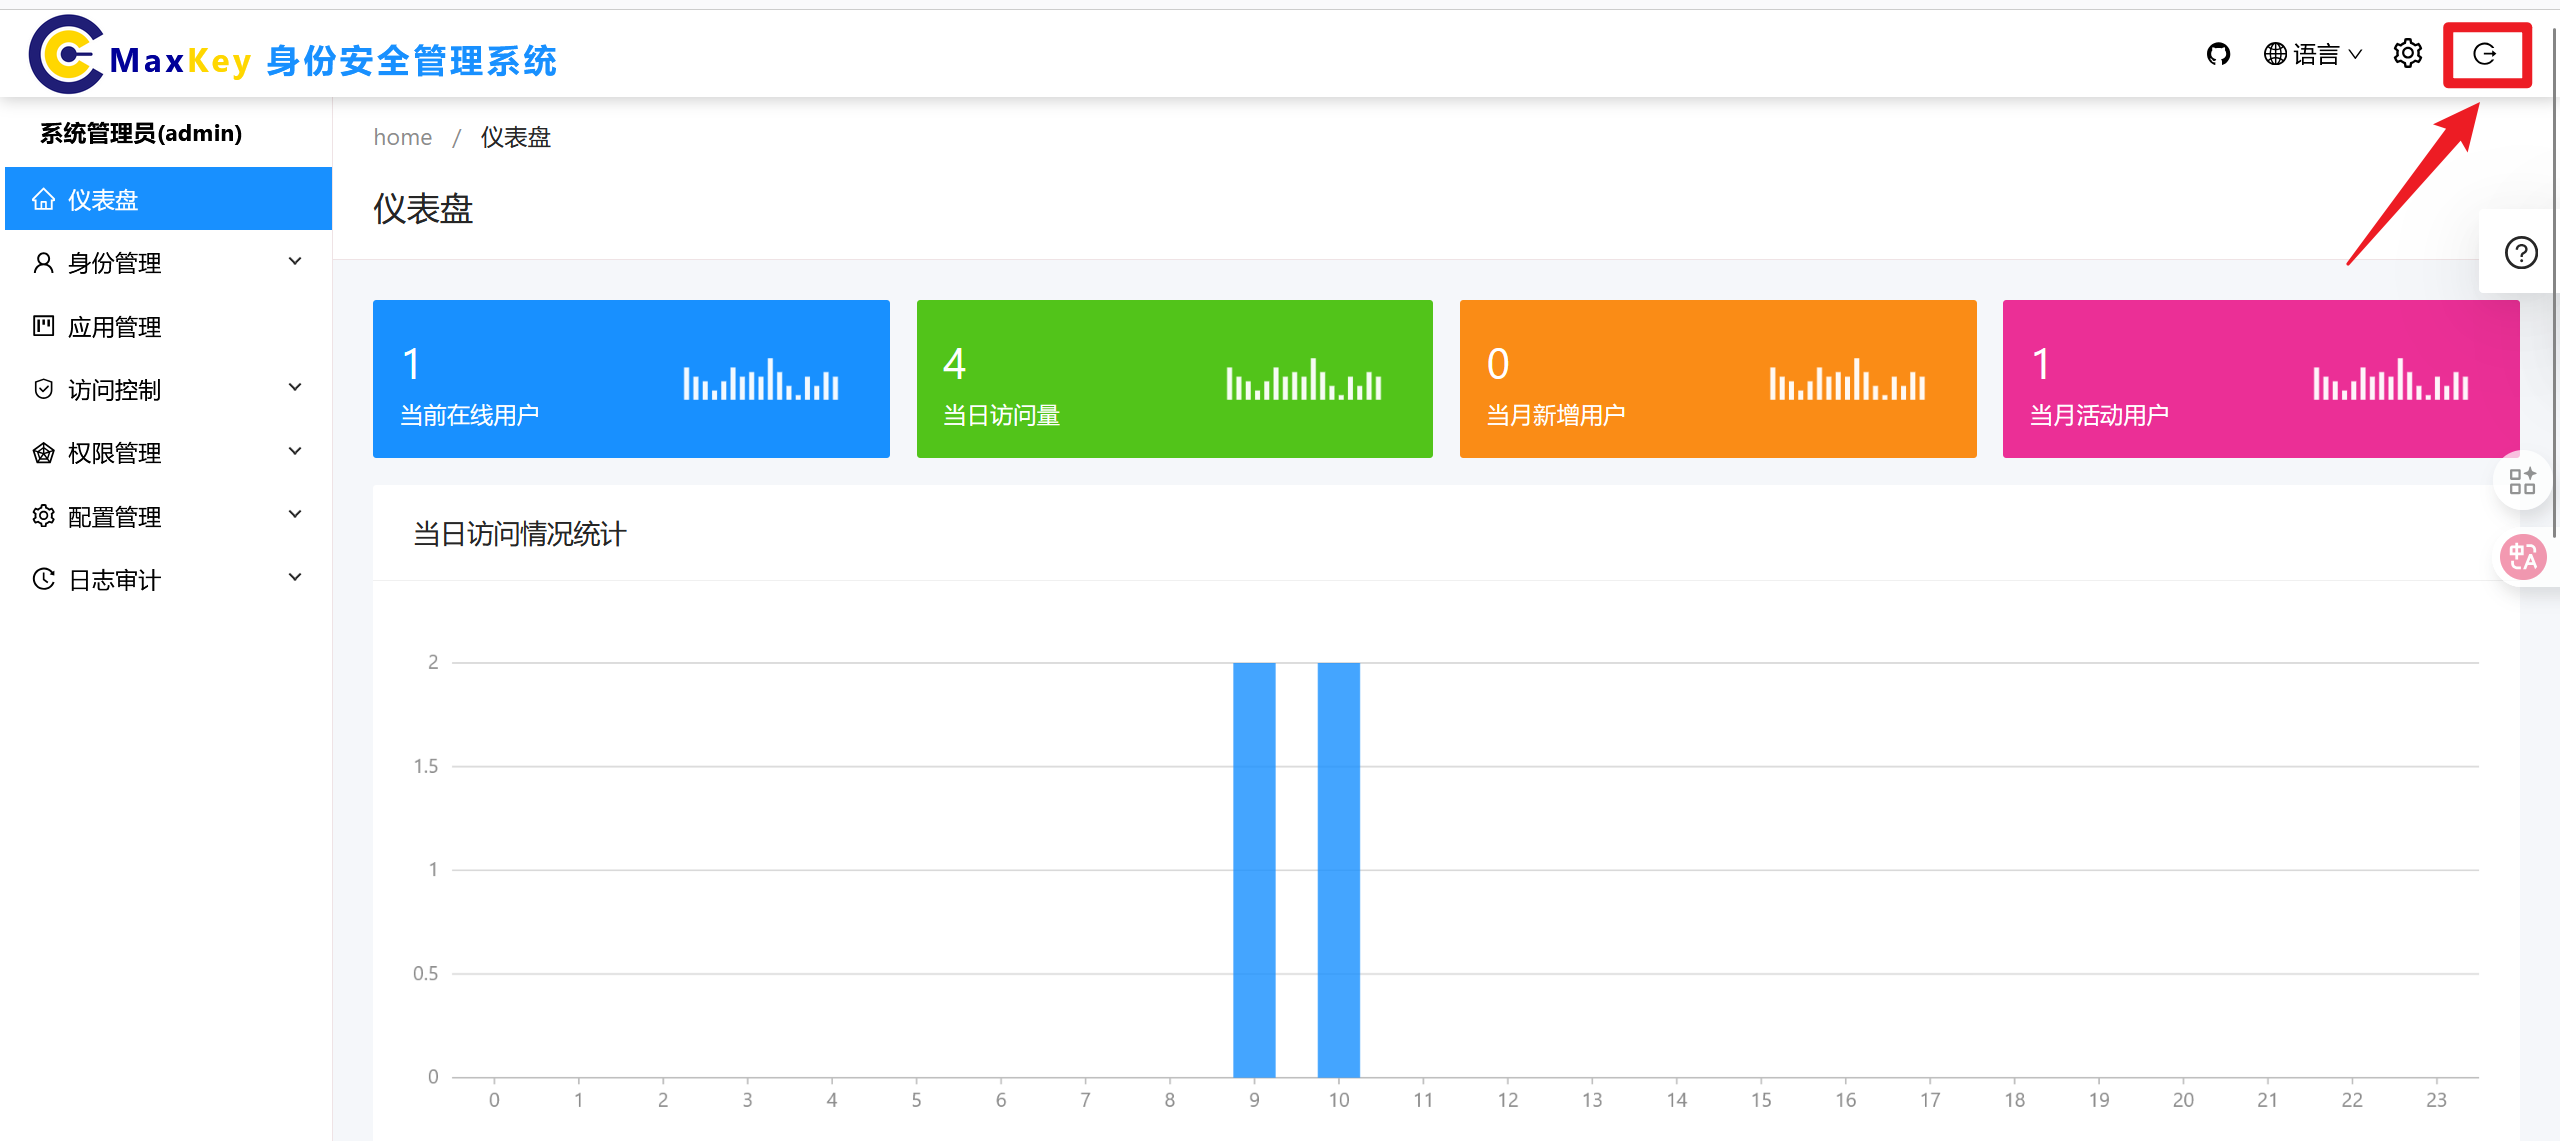 MaxKey 身份安全管理系统
语言
系统管理员(admin)
仪表盘
身份管理
应用管理
访问控制
权限管理
配置管理
日志审计
home / 仪表盘
仪表盘
1
当前在线用户
4
当日访问量
0
当月新增用户
1
当月活动用户
中A
当日访问情况统计
2
1.5
1
0.5
0
0 1 2 3 4 5 6 7 8 9 10 11 12 13 14 15 16 17 18 19 20 21 22 23